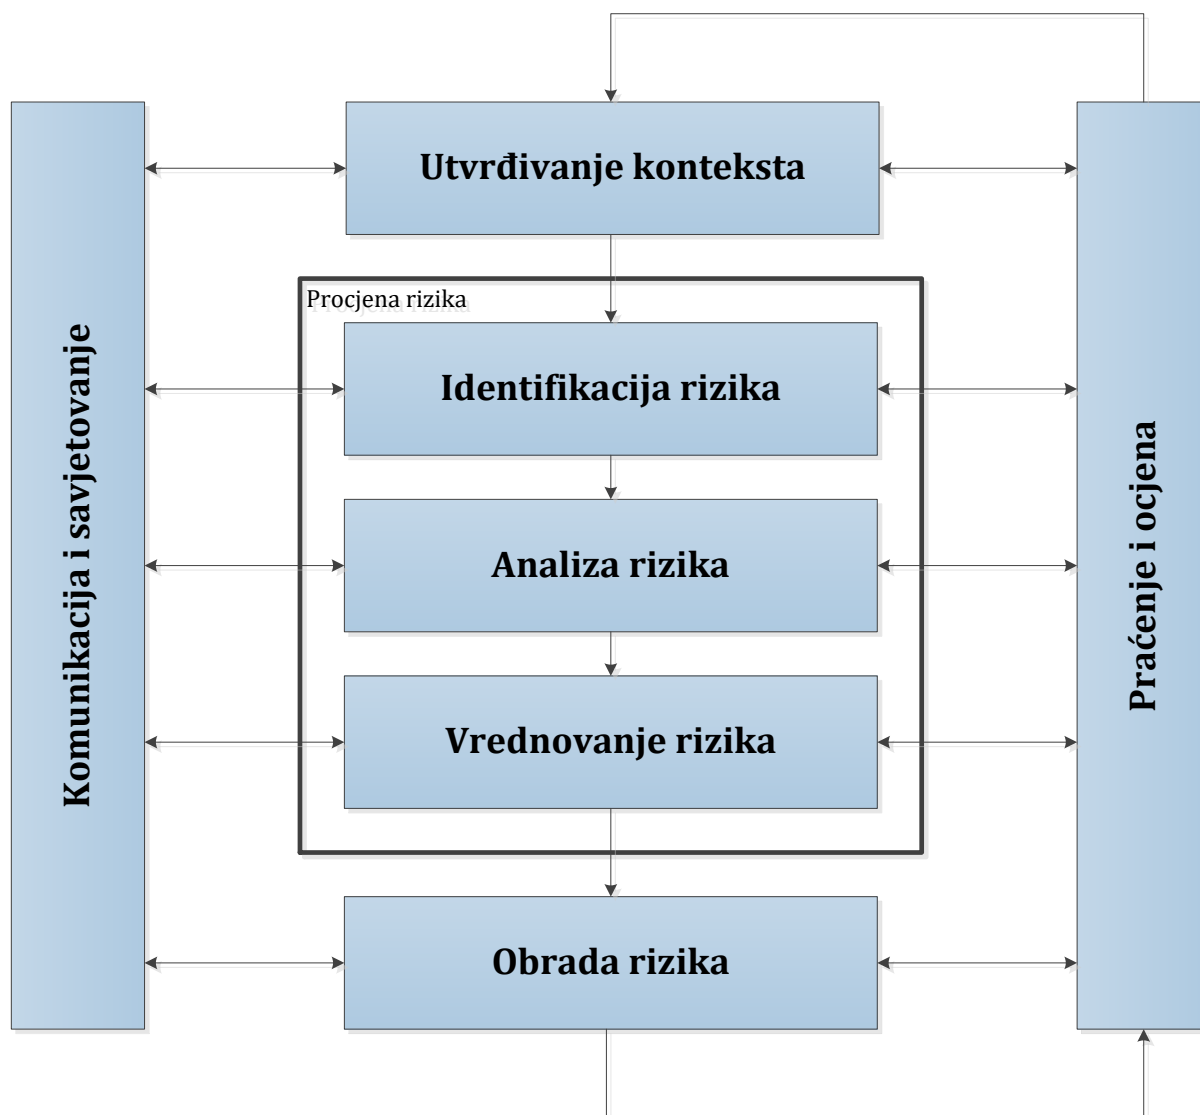 Utvrđivanje konteksta
Procjena rizika
Identifikacija rizika
Analiza rizika
Vrednovanje rizika
Obrada rizika
Komunikacija i savjetovanje
Praćenje i ocjena